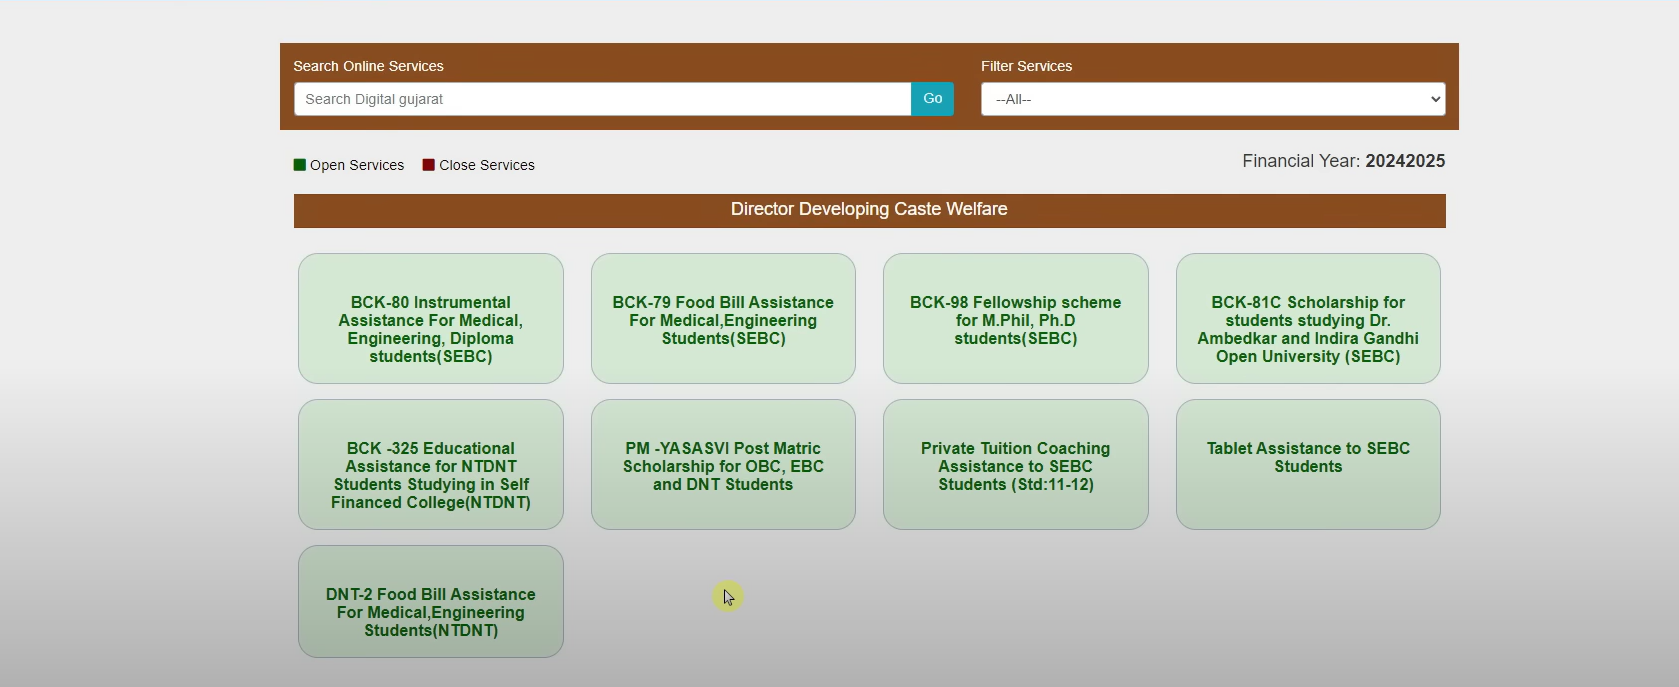 Search Online Services
Filter Services
Search Digital gujarat
Go
--All--
Open Services
Close Services
Financial Year: 20242025
Director Developing Caste Welfare
BCK-80 Instrumental
Assistance For Medical,
Engineering, Diploma
students(SEBC)
BCK-79 Food Bill Assistance
For Medical,Engineering
Students(SEBC)
BCK-98 Fellowship scheme
for M.Phil, Ph.D
students(SEBC)
BCK-81C Scholarship for
students studying Dr.
Ambedkar and Indira Gandhi
Open University (SEBC)
BCK -325 Educational
Assistance for NTDNT
Students Studying in Self
Financed College(NTDNT)
PM -YASASVI Post Matric
Scholarship for OBC, EBC
and DNT Students
Private Tuition Coaching
Assistance to SEBC
Students (Std:11-12)
Tablet Assistance to SEBC
Students
DNT-2 Food Bill Assistance
For Medical,Engineering
Students(NTDNT)